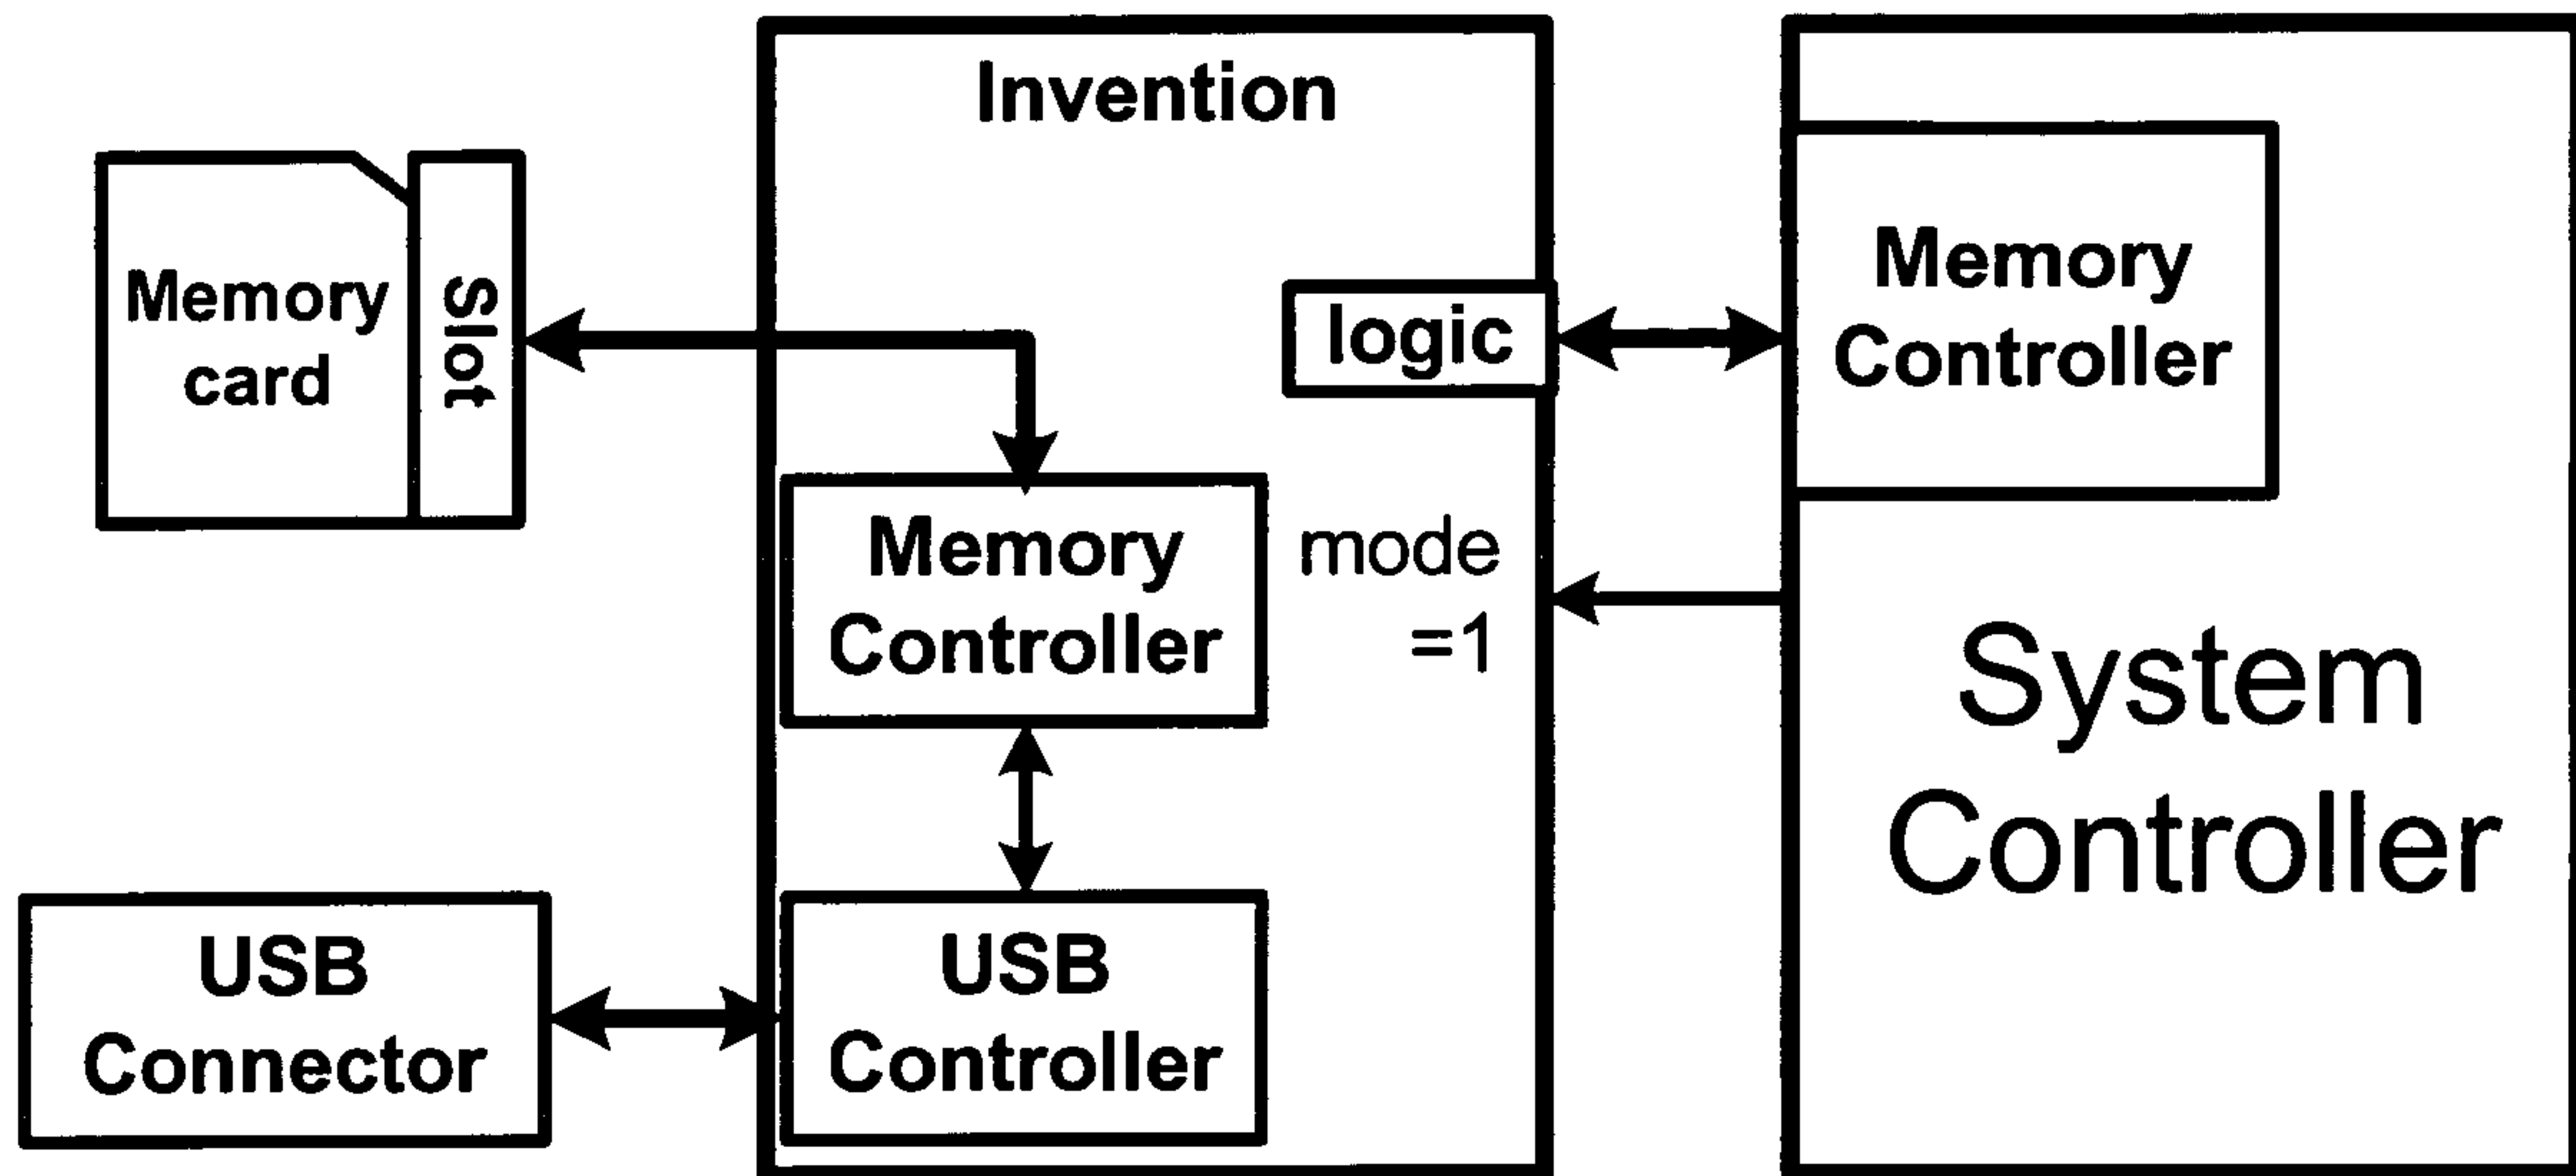 Invention
Memory
card
Slot
logic
Memory
Controller
mode
=1
USB
Connector
USB
Controller
Memory
Controller
System
Controller